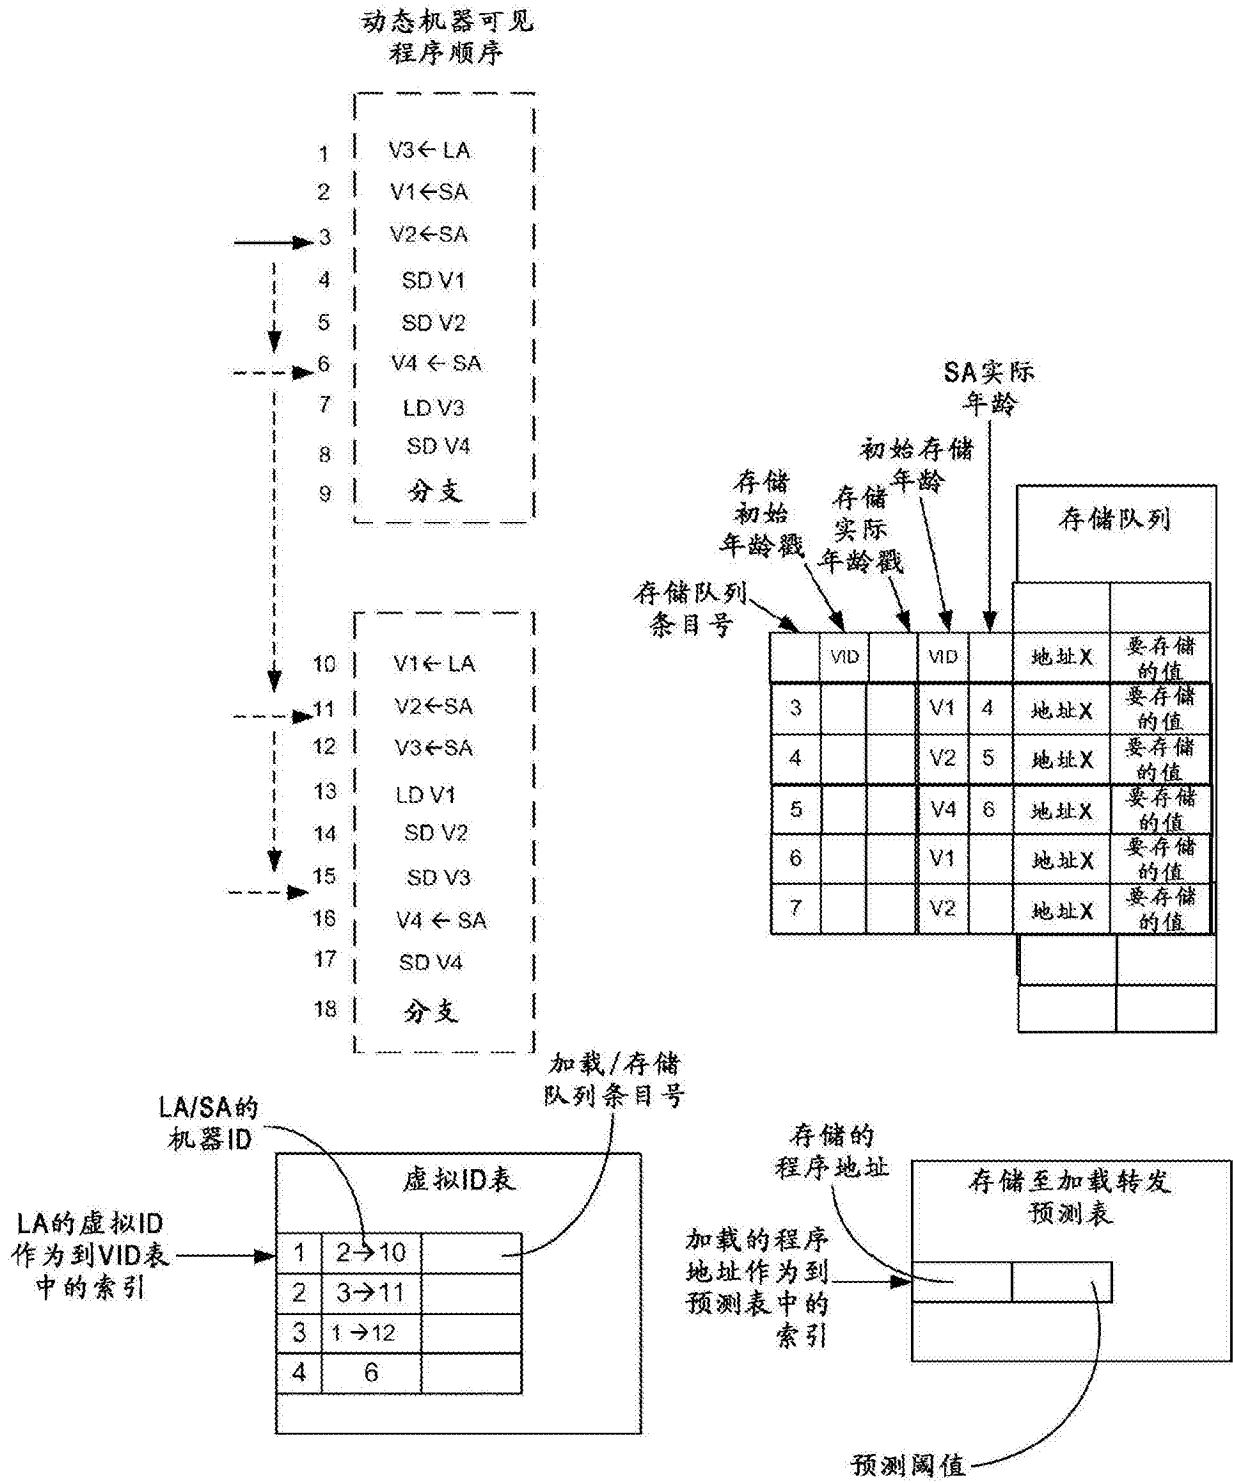 动态机器可见
程序顺序
1 V3←LA
2 V1←SA
3 V2←SA
4 SD V1
5 SD V2
6 V4 ← SA
7 LD V3
8 SD V4
9 分支
10 V1← LA
11 V2←SA
12 V3←SA
13 LD V1
14 SD V2
15 SD V3
16 V4 ← SA
17 SD V4
18 分支
SA实际
年龄
初始存储
年龄
存储
实际
年龄戳
存储
初始
年龄戳
存储队列
条目号
存储队列
VID VID 地址X 要存储的值
3 V1 4 地址X 要存储的值
4 V2 5 地址X 要存储的值
5 V4 6 地址X 要存储的值
6 V1 地址X 要存储的值
7 V2 地址X 要存储的值
加载/存储
队列条目号
LA/SA的
机器ID
虚拟ID表
LA的虚拟ID
作为到VID表
中的索引
1 2→10
2 3→11
3 1→12
4 6
存储的
程序地址
存储至加载转发
预测表
加载的程序
地址作为到
预测表中的
索引
预测阈值